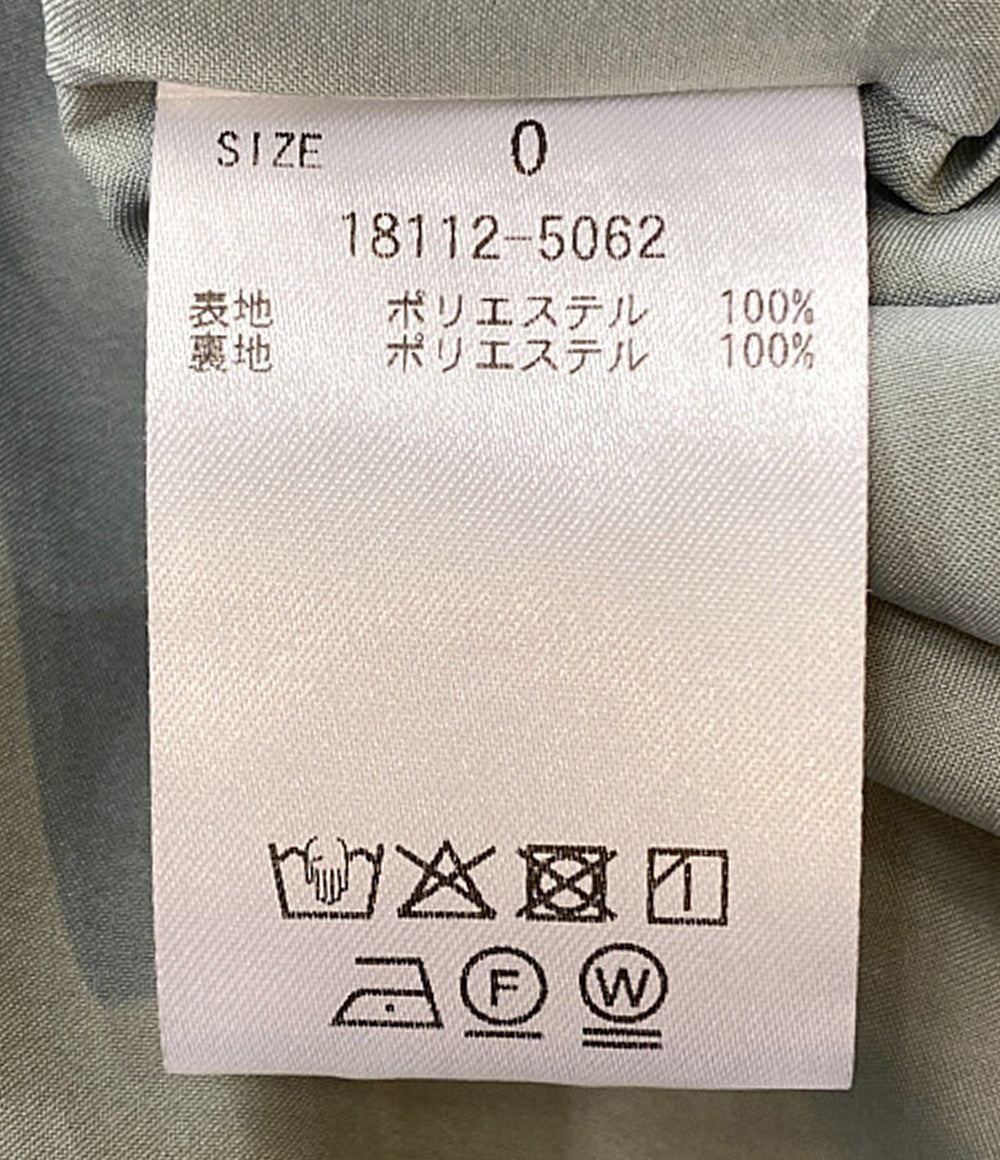 SIZE 0
18112-5062
表地 ポリエステル 100%
裏地 ポリエステル 100%
F W